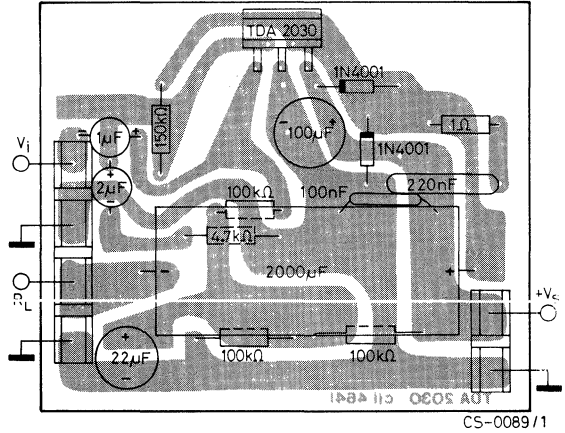 TDA 2030
1N4001
150kΩ
1µF
100µF
1Ω
Vi
1N4001
2µF
100kΩ
100nF
220nF
4.7kΩ
2000µF
RL
+Vs
22µF
100kΩ
100kΩ
TDA 2030
CS-0089/1